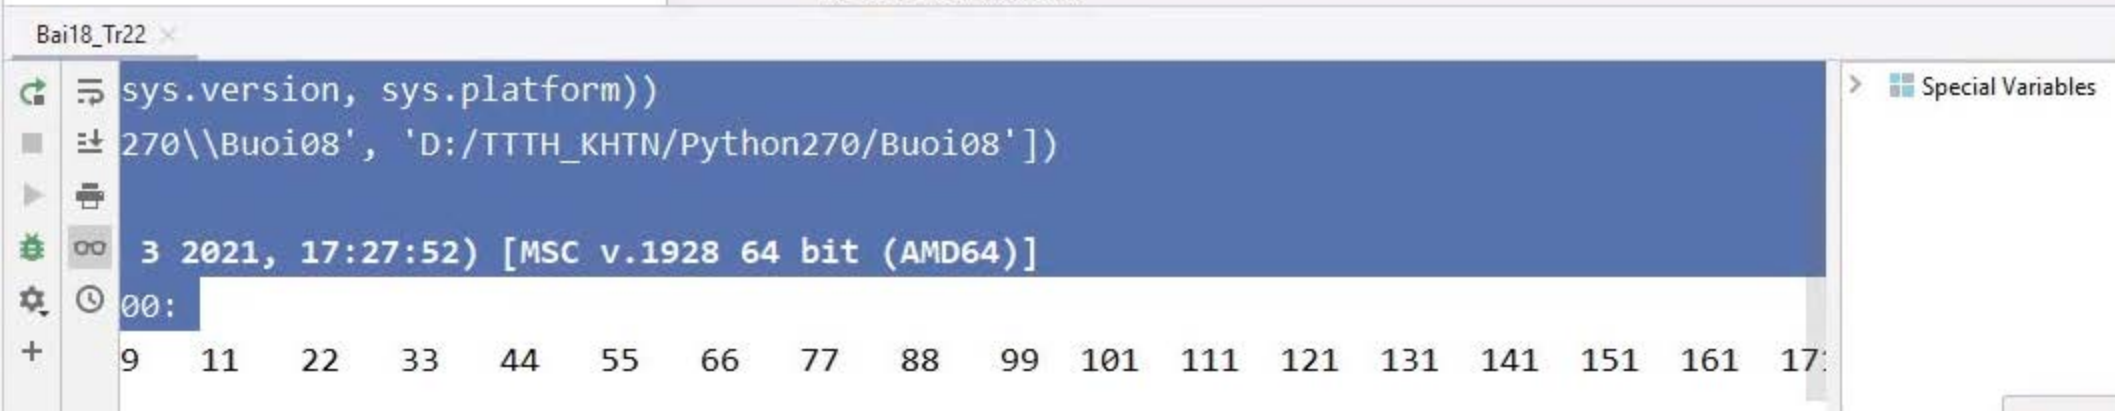 Bai18_Tr22
sys.version, sys.platform))
270\\Buoi08', 'D:/TTTH_KHTN/Python270/Buoi08'])
3 2021, 17:27:52) [MSC v.1928 64 bit (AMD64)]
00:
9 11 22 33 44 55 66 77 88 99 101 111 121 131 141 151 161
Special Variables